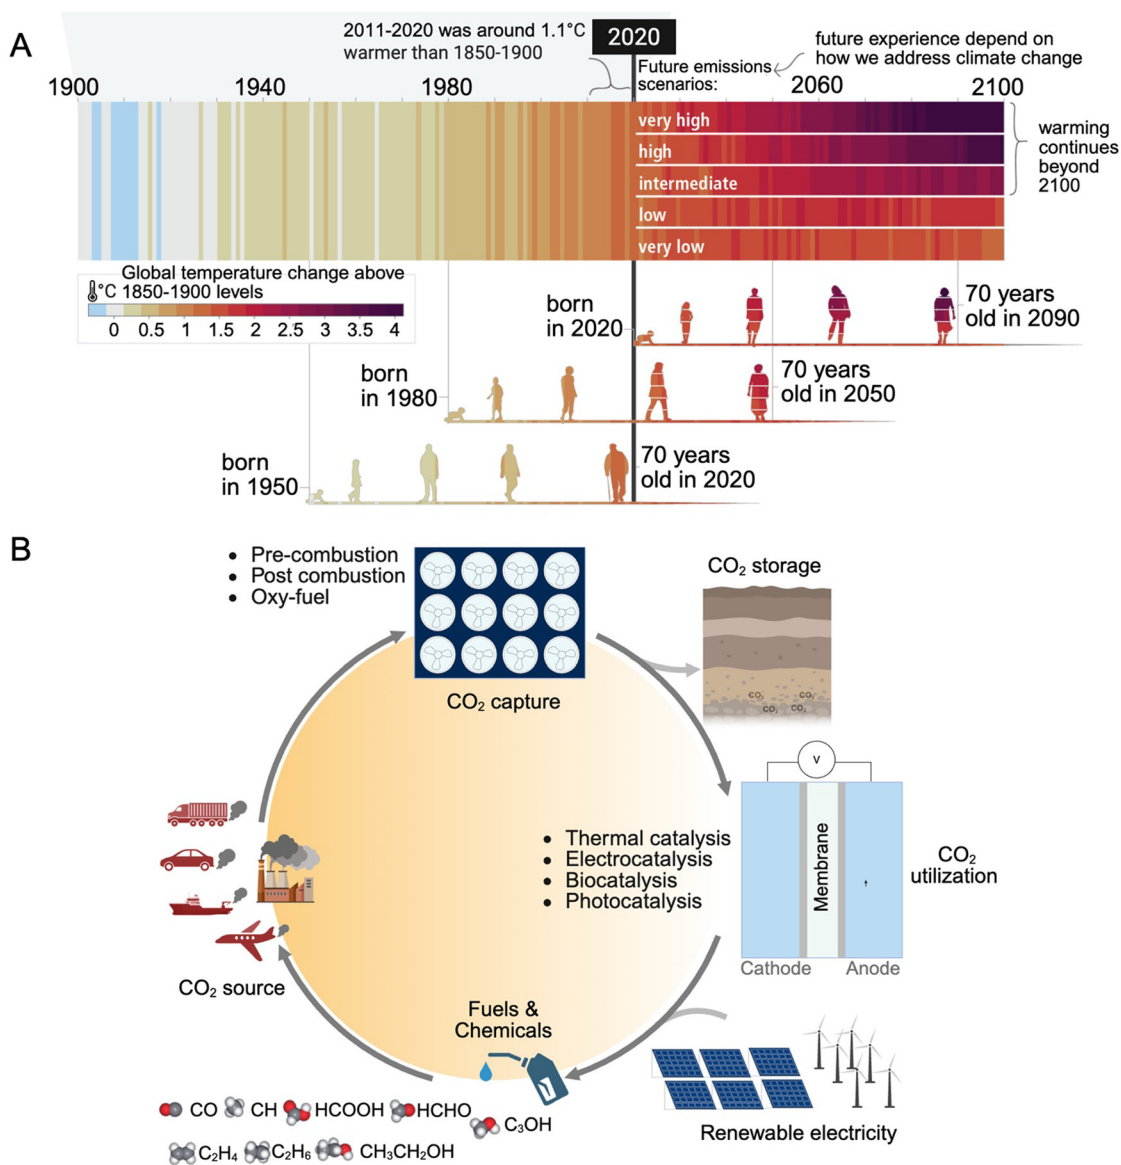 A
2011-2020 was around 1.1°C
warmer than 1850-1900
2020
future experience depend on
how we address climate change
Future emissions
scenarios:
1900 1940 1980 2060 2100
very high
high
intermediate
low
very low
warming
continues
beyond
2100
Global temperature change above
°C 1850-1900 levels
0 0.5 1 1.5 2 2.5 3 3.5 4
born
in 2020
70 years
old in 2090
born
in 1980
70 years
old in 2050
born
in 1950
70 years
old in 2020
B
• Pre-combustion
• Post combustion
• Oxy-fuel
CO₂ capture
CO₂ storage
CO₂ CO₂
CO₂ CO₂
V
• Thermal catalysis
• Electrocatalysis
• Biocatalysis
• Photocatalysis
Membrane
CO₂
utilization
Cathode Anode
CO₂ source
Fuels &
Chemicals
CO CH HCOOH HCHO C₃OH
C₂H₄ C₂H₆ CH₃CH₂OH
Renewable electricity